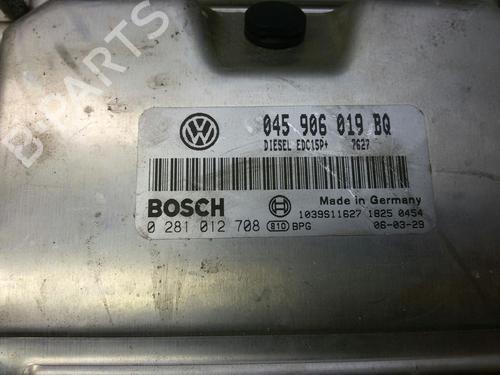 B-PARTS
VW
045 906 019 BQ
DIESEL EDC15P+ 7627
BOSCH
Made in Germany
1039S11627 1825 0454
0 281 012 708 810 BPG 06-03-29